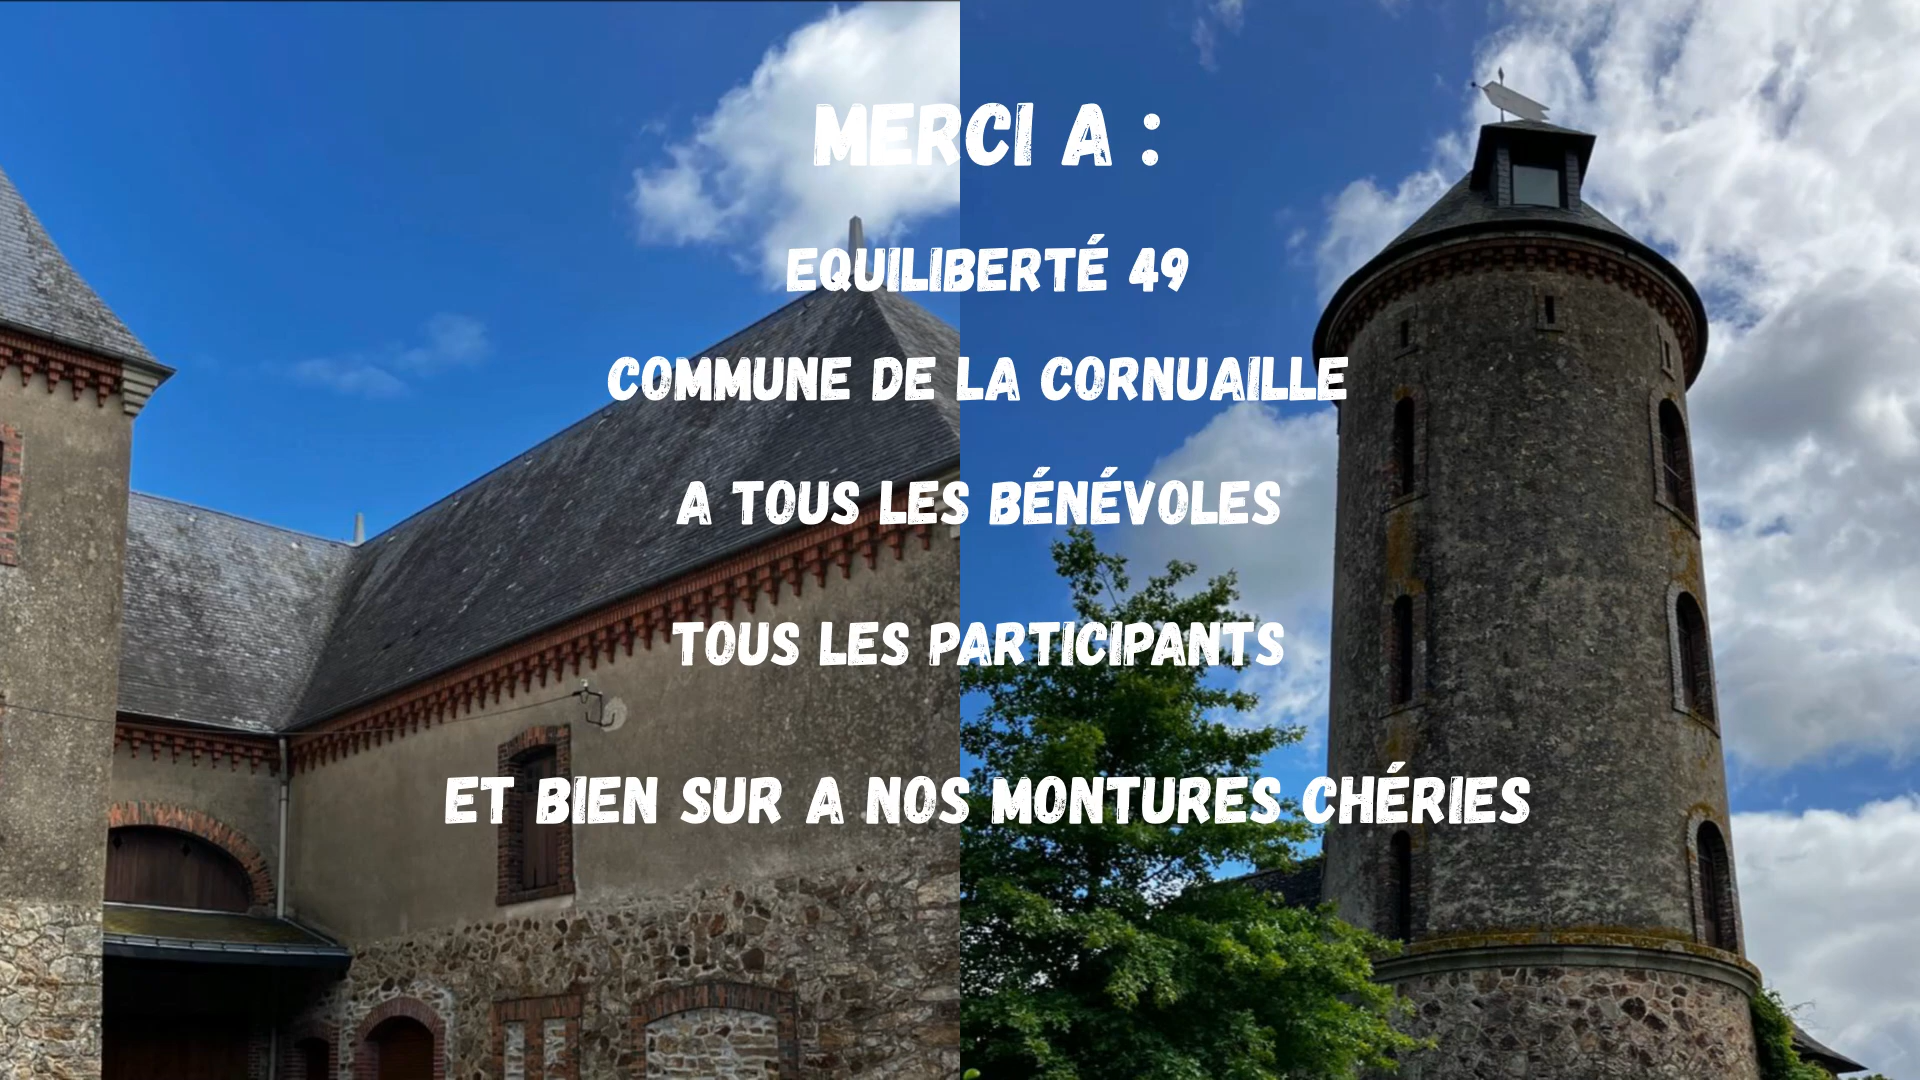 MERCI A :
EQUILIBERTÉ 49
COMMUNE DE LA CORNUAILLE
A TOUS LES BÉNÉVOLES
TOUS LES PARTICIPANTS
ET BIEN SUR A NOS MONTURES CHÉRIES